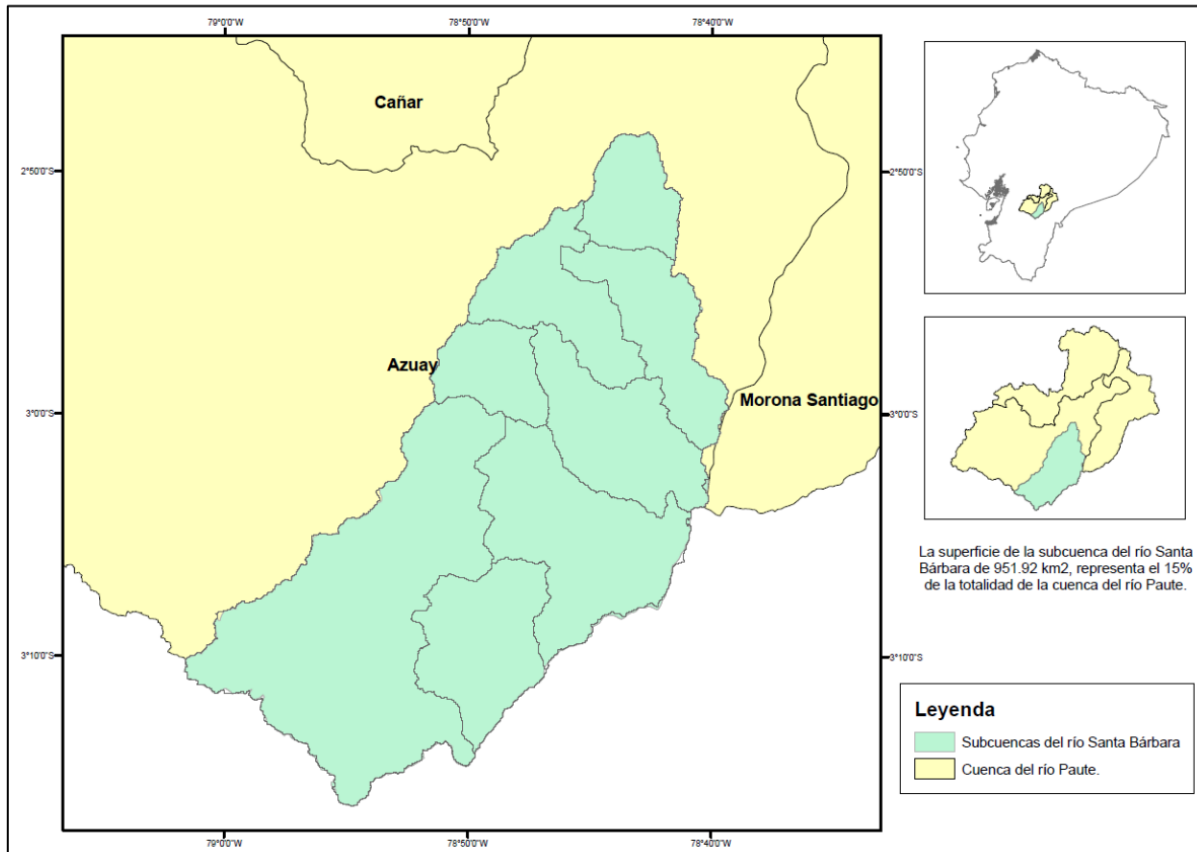 79°0'0"W
78°50'0"W
78°40'0"W
Cañar
2°50'0"S
2°50'0"S
Azuay
Morona Santiago
3°0'0"S
3°0'0"S
La superficie de la subcuenca del río Santa
Bárbara de 951.92 km2, representa el 15%
de la totalidad de la cuenca del río Paute.
3°10'0"S
3°10'0"S
Leyenda
Subcuencas del río Santa Bárbara
Cuenca del río Paute.
79°0'0"W
78°50'0"W
78°40'0"W